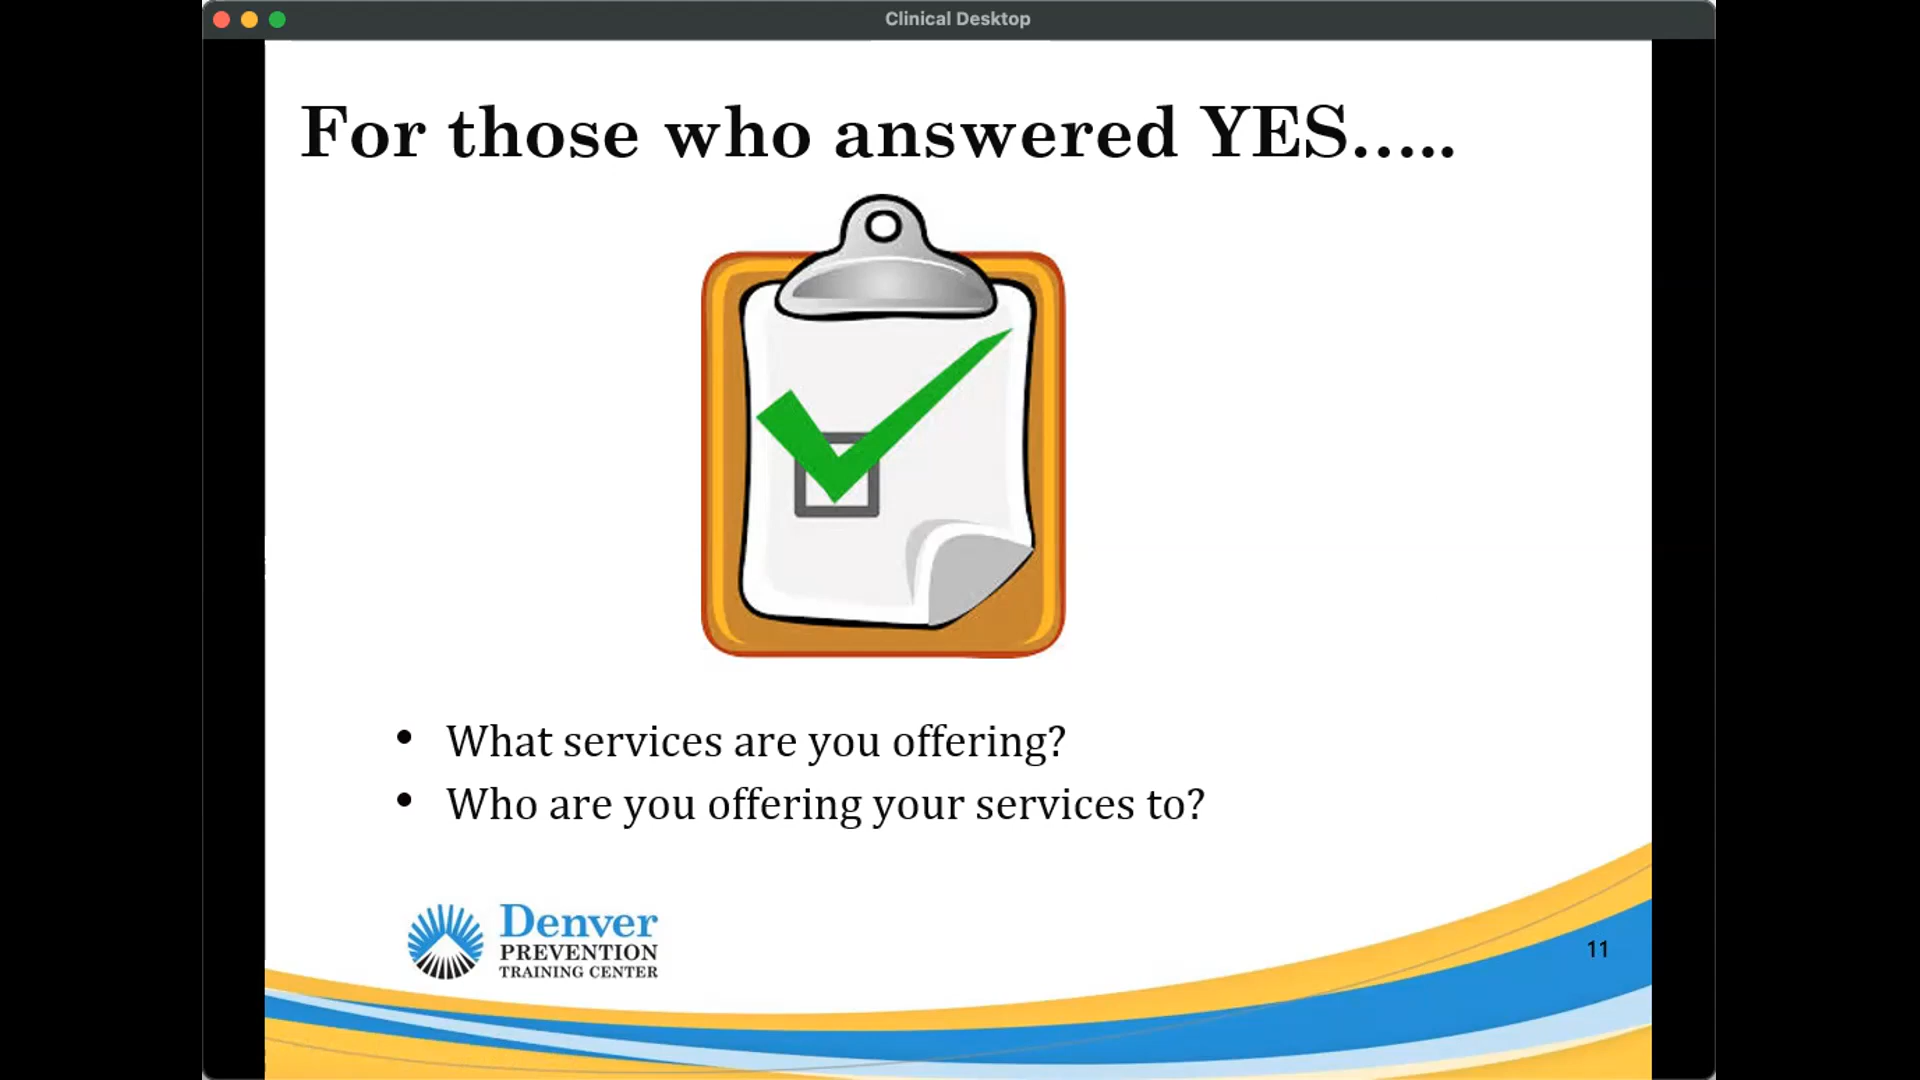 Clinical Desktop
For those who answered YES.....
• What services are you offering?
• Who are you offering your services to?
Denver
PREVENTION
TRAINING CENTER
11